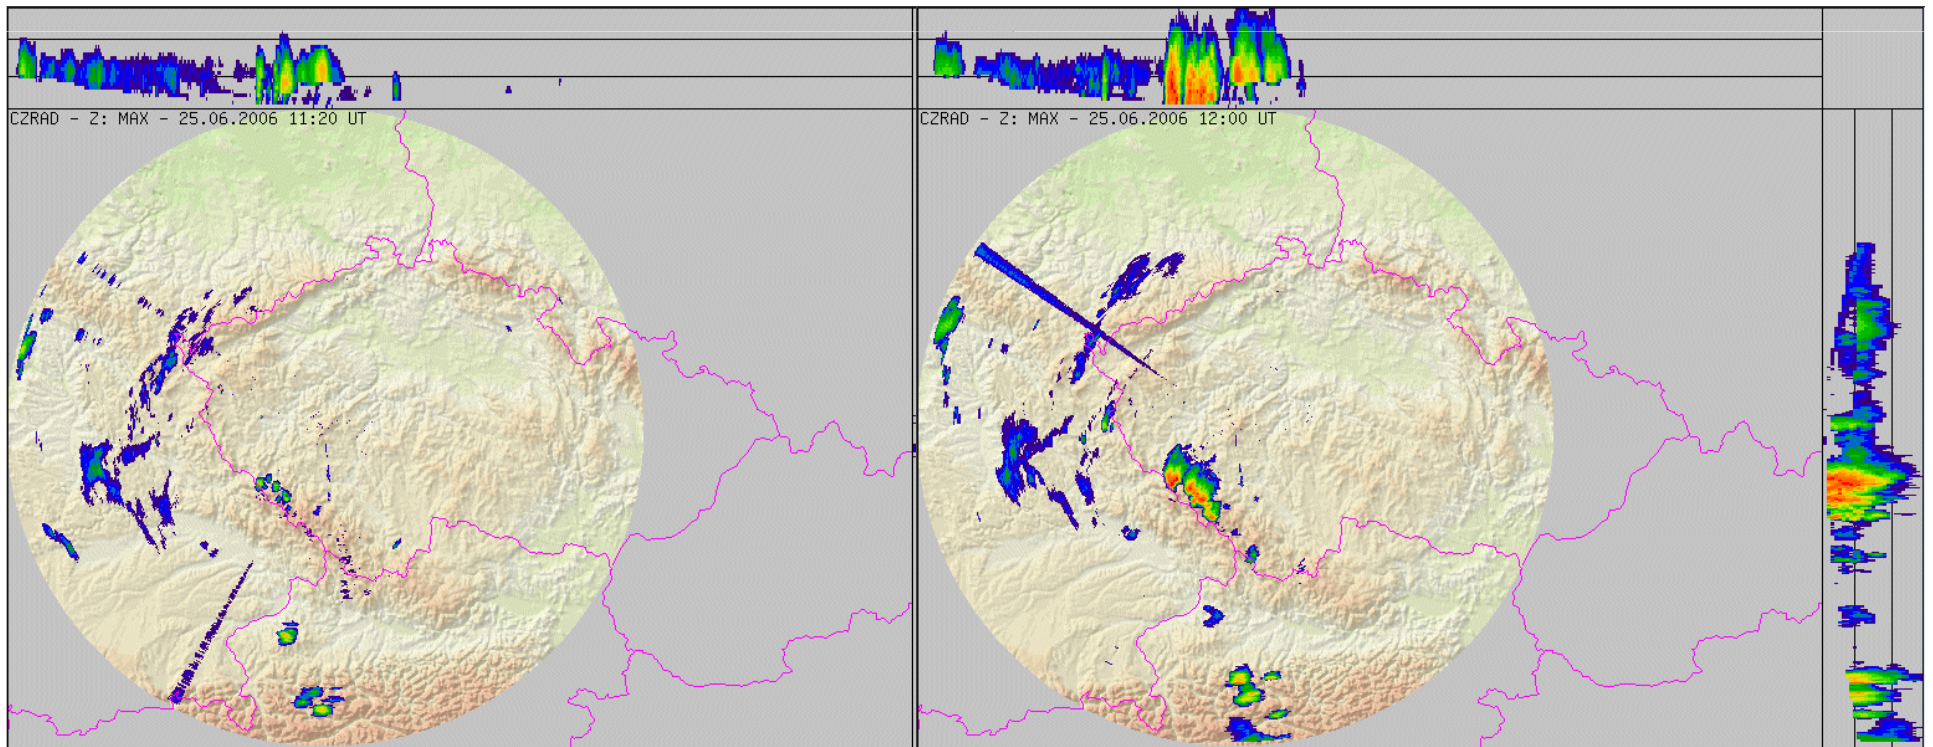 CZRAD - Z: MAX - 25.06.2006 11:20 UT
CZRAD - Z: MAX - 25.06.2006 12:00 UT